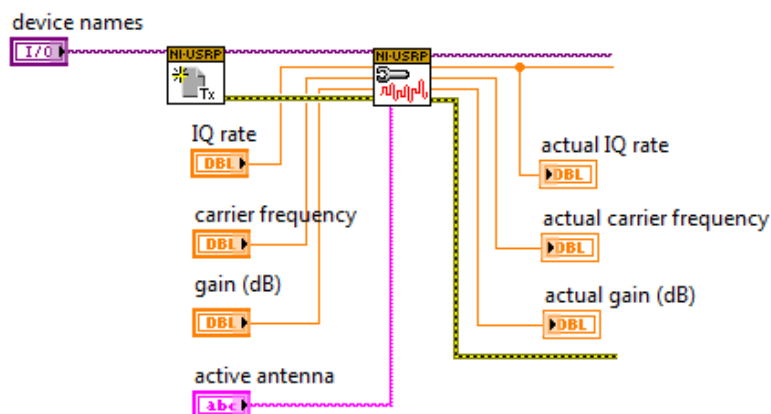 device names
I/O
NI-USRP
Tx
NI-USRP
IQ rate
DBL
actual IQ rate
DBL
carrier frequency
DBL
actual carrier frequency
DBL
gain (dB)
DBL
actual gain (dB)
DBL
active antenna
abc